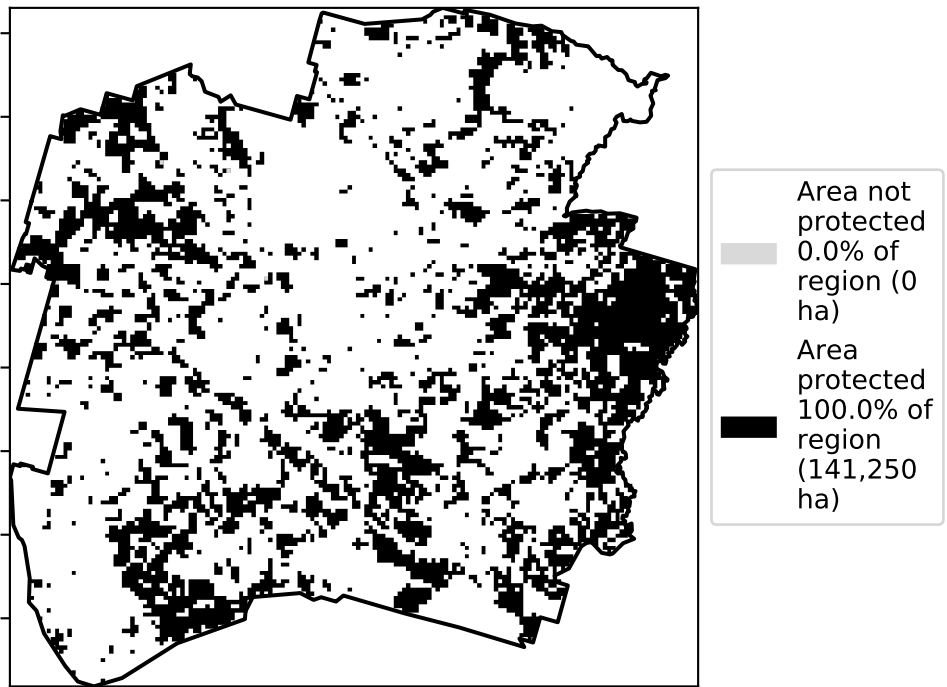 Area not
protected
0.0% of
region (0
ha)
Area
protected
100.0% of
region
(141,250
ha)